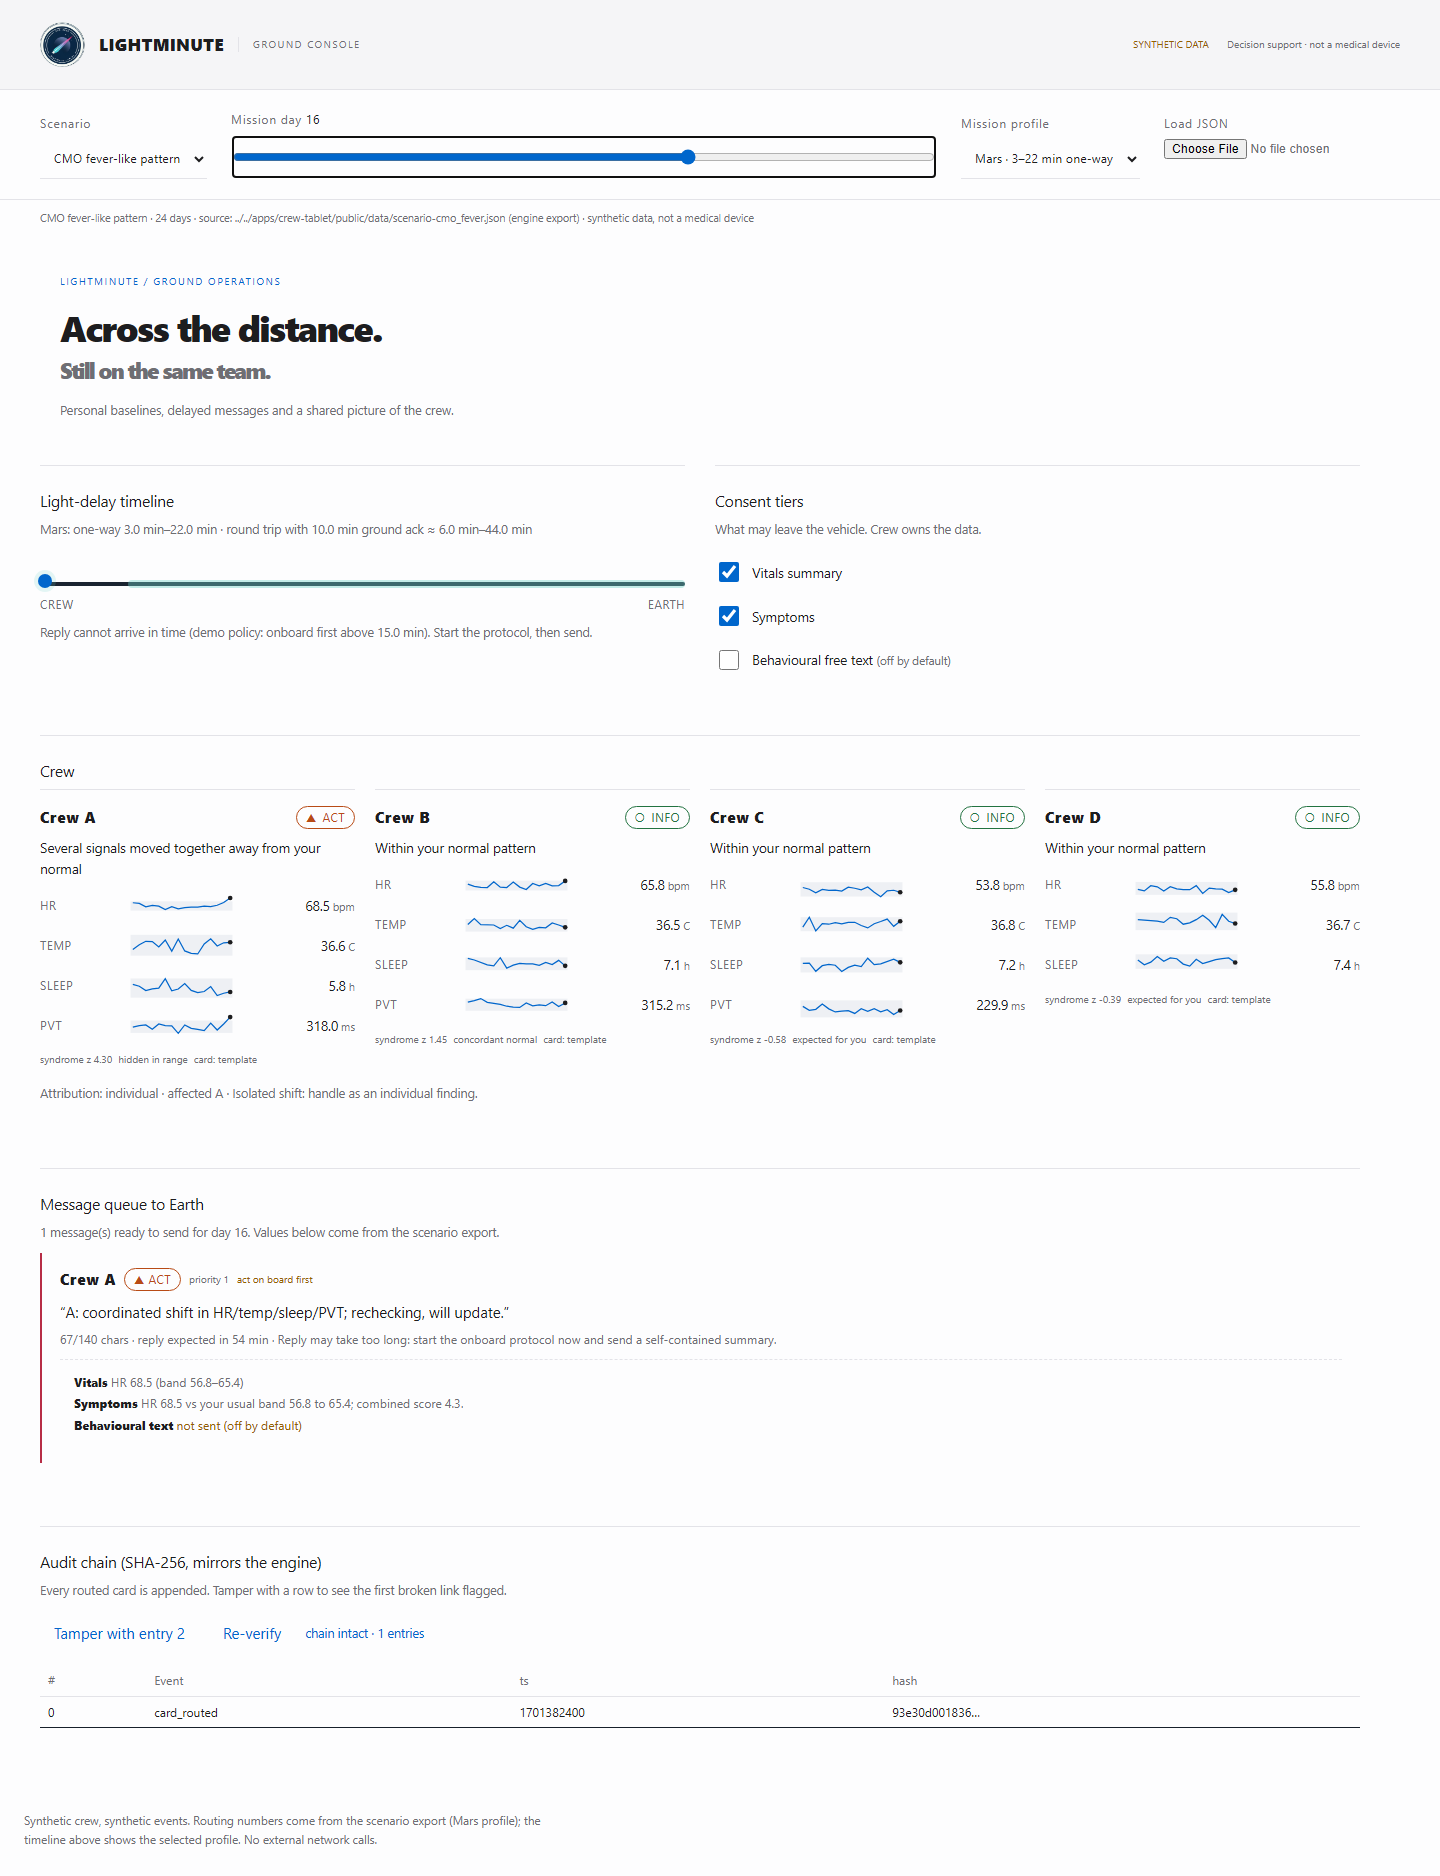 LIGHTMINUTE
GROUND CONSOLE
SYNTHETIC DATA
Decision support · not a medical device
Scenario
CMO fever-like pattern
Mission day 16
Mission profile
Mars · 3–22 min one-way
Load JSON
Choose File No file chosen
CMO fever-like pattern · 24 days · source: ../../apps/crew-tablet/public/data/scenario-cmo_fever.json (engine export) · synthetic data, not a medical device
LIGHTMINUTE / GROUND OPERATIONS
Across the distance.
Still on the same team.
Personal baselines, delayed messages and a shared picture of the crew.
Light-delay timeline
Mars: one-way 3.0 min–22.0 min · round trip with 10.0 min ground ack ≈ 6.0 min–44.0 min
CREW
EARTH
Reply cannot arrive in time (demo policy: onboard first above 15.0 min). Start the protocol, then send.
Consent tiers
What may leave the vehicle. Crew owns the data.
Vitals summary
Symptoms
Behavioural free text (off by default)
Crew
Crew A
▲ ACT
Several signals moved together away from your
normal
HR 68.5 bpm
TEMP 36.6 C
SLEEP 5.8 h
PVT 318.0 ms
syndrome z 4.30 hidden in range card: template
Crew B
○ INFO
Within your normal pattern
HR 65.8 bpm
TEMP 36.5 C
SLEEP 7.1 h
PVT 315.2 ms
syndrome z 1.45 concordant normal card: template
Crew C
○ INFO
Within your normal pattern
HR 53.8 bpm
TEMP 36.8 C
SLEEP 7.2 h
PVT 229.9 ms
syndrome z -0.58 expected for you card: template
Crew D
○ INFO
Within your normal pattern
HR 55.8 bpm
TEMP 36.7 C
SLEEP 7.4 h
syndrome z -0.39 expected for you card: template
Attribution: individual · affected A · Isolated shift: handle as an individual finding.
Message queue to Earth
1 message(s) ready to send for day 16. Values below come from the scenario export.
Crew A ▲ ACT priority 1 act on board first
“A: coordinated shift in HR/temp/sleep/PVT; rechecking, will update.”
67/140 chars · reply expected in 54 min · Reply may take too long: start the onboard protocol now and send a self-contained summary.
Vitals HR 68.5 (band 56.8–65.4)
Symptoms HR 68.5 vs your usual band 56.8 to 65.4; combined score 4.3.
Behavioural text not sent (off by default)
Audit chain (SHA-256, mirrors the engine)
Every routed card is appended. Tamper with a row to see the first broken link flagged.
Tamper with entry 2 Re-verify chain intact · 1 entries
# Event ts hash
0 card_routed 1701382400 93e30d001836…
Synthetic crew, synthetic events. Routing numbers come from the scenario export (Mars profile); the
timeline above shows the selected profile. No external network calls.